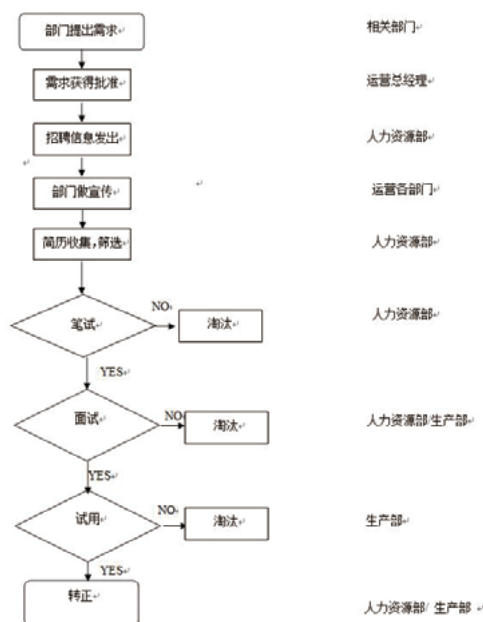 部门提出需求 相关部门
需求获得批准 运营总经理
招聘信息发出 人力资源部
部门做宣传 运营各部门
简历收集，筛选 人力资源部
笔试 NO 淘汰 人力资源部
YES
面试 NO 淘汰 人力资源部/生产部
YES
试用 NO 淘汰 生产部
YES
转正 人力资源部/ 生产部